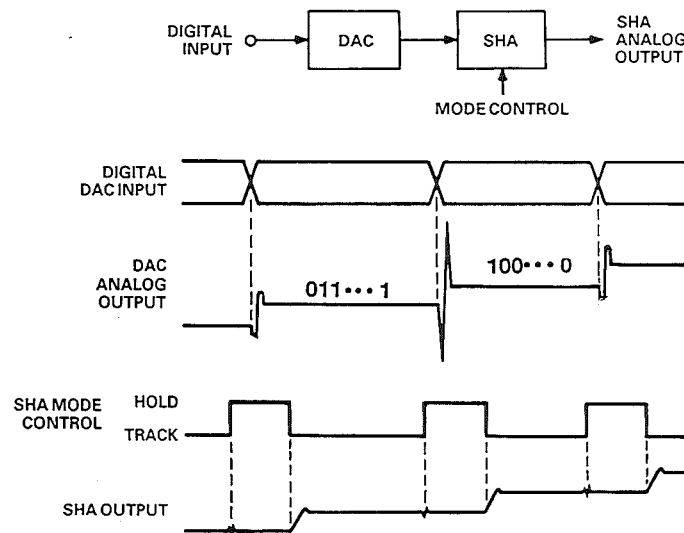 DIGITAL
INPUT
DAC
SHA
SHA
ANALOG
OUTPUT
MODE CONTROL
DIGITAL
DAC INPUT
DAC
ANALOG
OUTPUT
011•••1
100•••0
SHA MODE
CONTROL
HOLD
TRACK
SHA OUTPUT